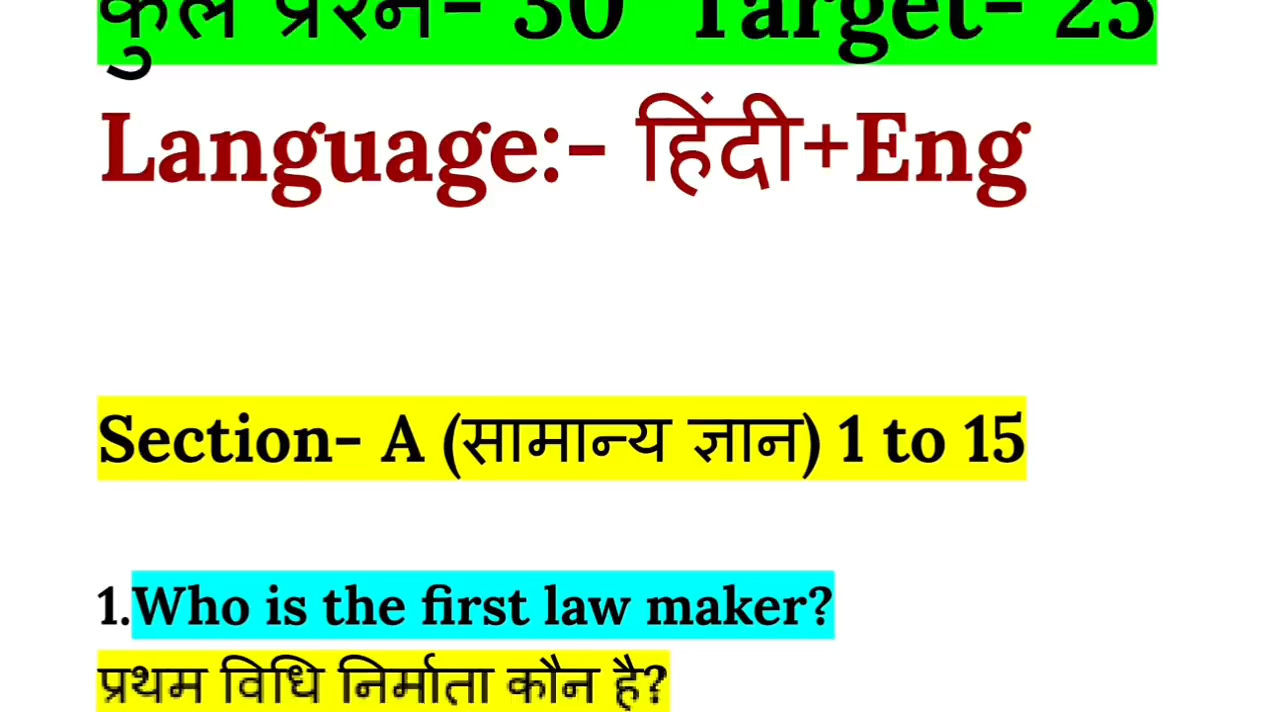 कुल प्रश्न- 30 Target- 25
Language:- हिंदी+Eng
Section- A (सामान्य ज्ञान) 1 to 15
1.Who is the first law maker?
प्रथम विधि निर्माता कौन है?